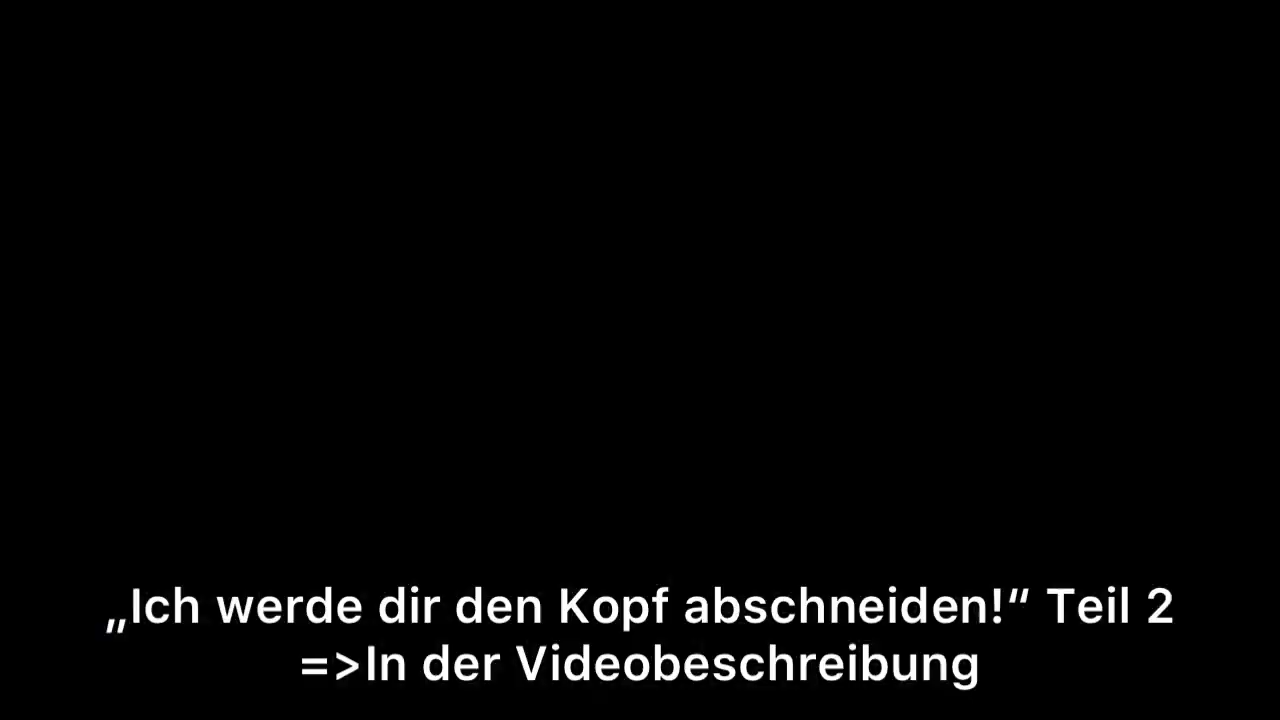 „Ich werde dir den Kopf abschneiden!“ Teil 2
=>In der Videobeschreibung